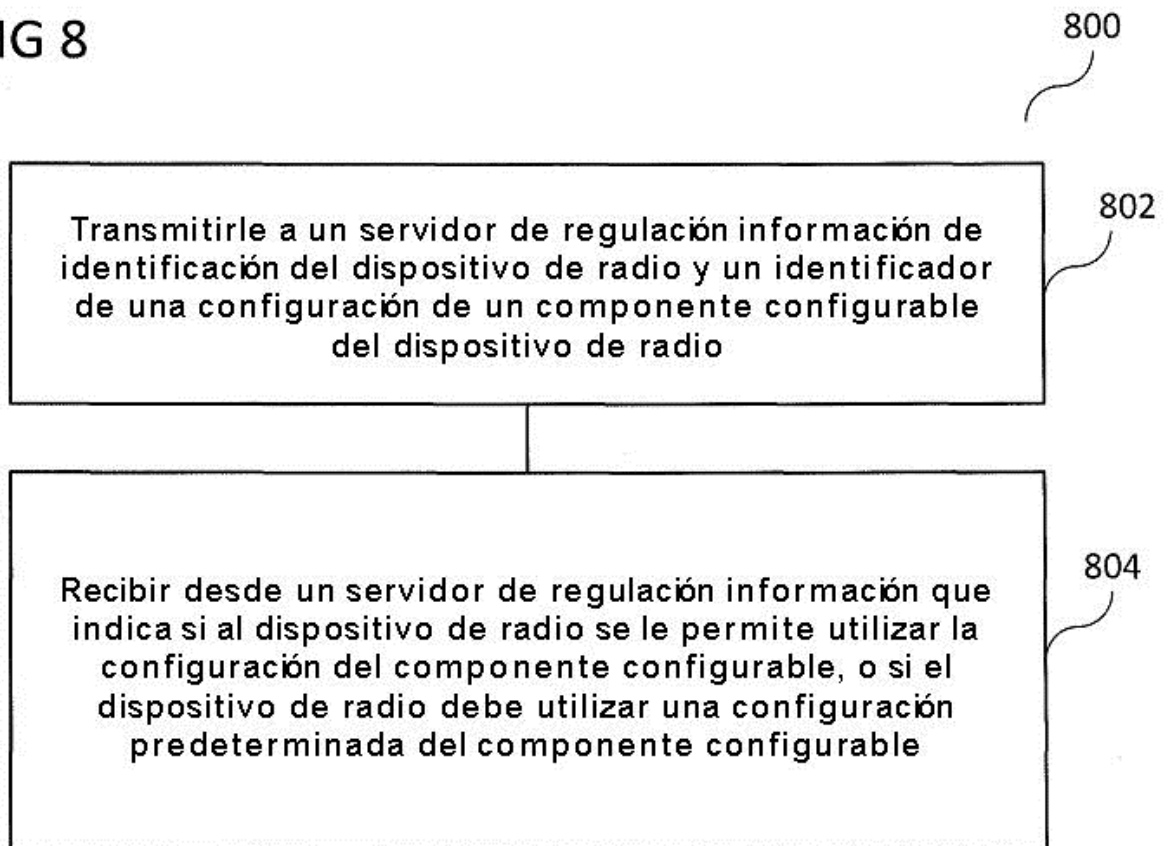 IG 8
800
802
Transmitirle a un servidor de regulación información de
identificación del dispositivo de radio y un identificador
de una configuración de un componente configurable
del dispositivo de radio
804
Recibir desde un servidor de regulación información que
indica si al dispositivo de radio se le permite utilizar la
configuración del componente configurable, o si el
dispositivo de radio debe utilizar una configuración
predeterminada del componente configurable